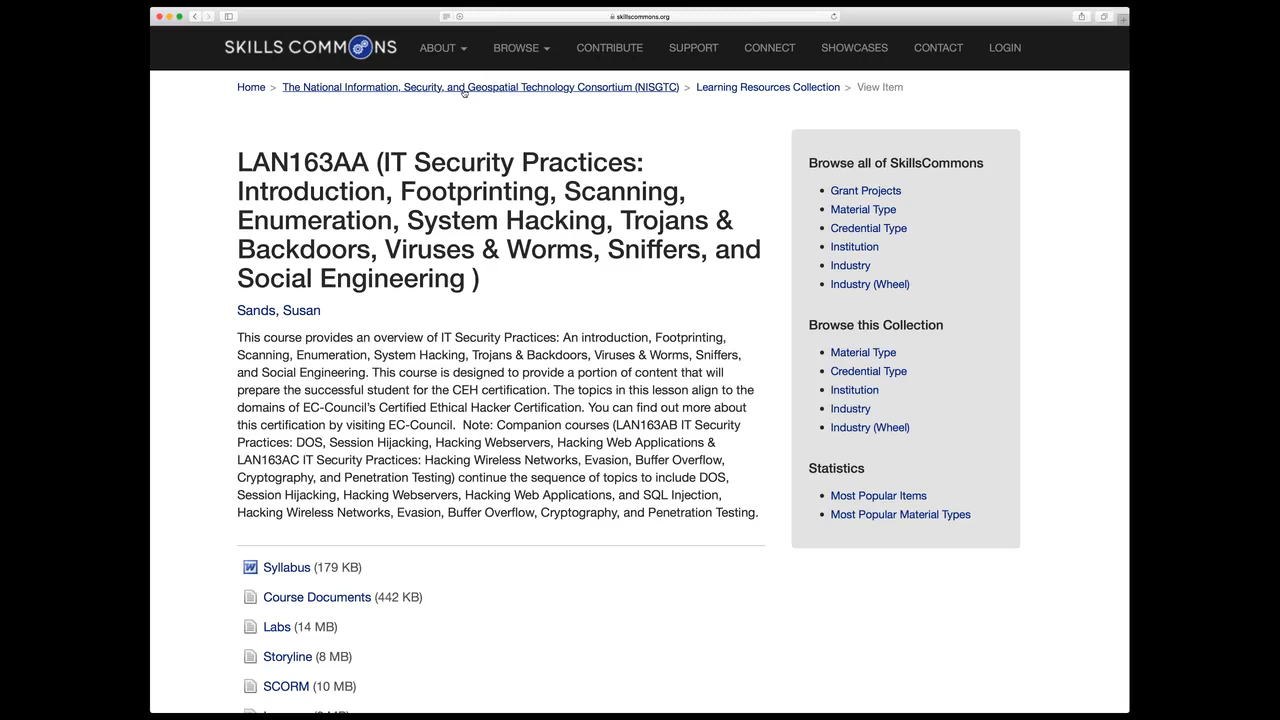 skillscommons.org
SKILLS COMMONS ABOUT BROWSE CONTRIBUTE SUPPORT CONNECT SHOWCASES CONTACT LOGIN
Home > The National Information, Security, and Geospatial Technology Consortium (NISGTC) > Learning Resources Collection > View Item
LAN163AA (IT Security Practices:
Introduction, Footprinting, Scanning,
Enumeration, System Hacking, Trojans &
Backdoors, Viruses & Worms, Sniffers, and
Social Engineering )
Sands, Susan
This course provides an overview of IT Security Practices: An introduction, Footprinting,
Scanning, Enumeration, System Hacking, Trojans & Backdoors, Viruses & Worms, Sniffers,
and Social Engineering. This course is designed to provide a portion of content that will
prepare the successful student for the CEH certification. The topics in this lesson align to the
domains of EC-Council's Certified Ethical Hacker Certification. You can find out more about
this certification by visiting EC-Council.  Note: Companion courses (LAN163AB IT Security
Practices: DOS, Session Hijacking, Hacking Webservers, Hacking Web Applications &
LAN163AC IT Security Practices: Hacking Wireless Networks, Evasion, Buffer Overflow,
Cryptography, and Penetration Testing) continue the sequence of topics to include DOS,
Session Hijacking, Hacking Webservers, Hacking Web Applications, and SQL Injection,
Hacking Wireless Networks, Evasion, Buffer Overflow, Cryptography, and Penetration Testing.
Syllabus (179 KB)
Course Documents (442 KB)
Labs (14 MB)
Storyline (8 MB)
SCORM (10 MB)
Browse all of SkillsCommons
Grant Projects
Material Type
Credential Type
Institution
Industry
Industry (Wheel)
Browse this Collection
Material Type
Credential Type
Institution
Industry
Industry (Wheel)
Statistics
Most Popular Items
Most Popular Material Types